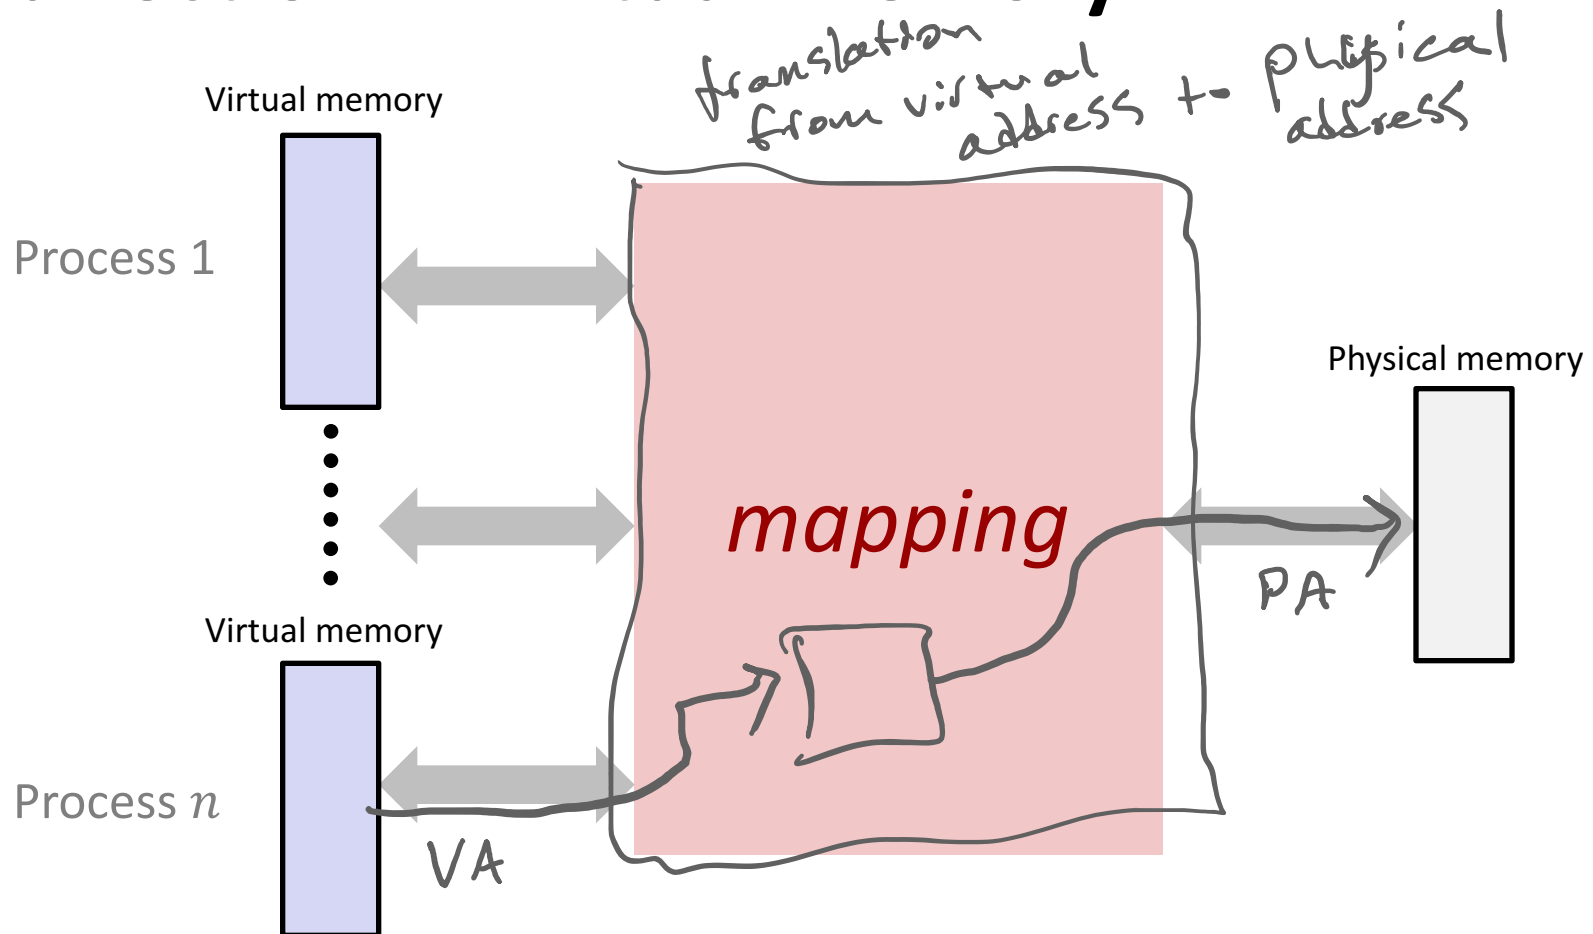 translation
from virtual
address to physical
address
Virtual memory
Process 1
Physical memory
mapping
PA
Virtual memory
Process n
VA